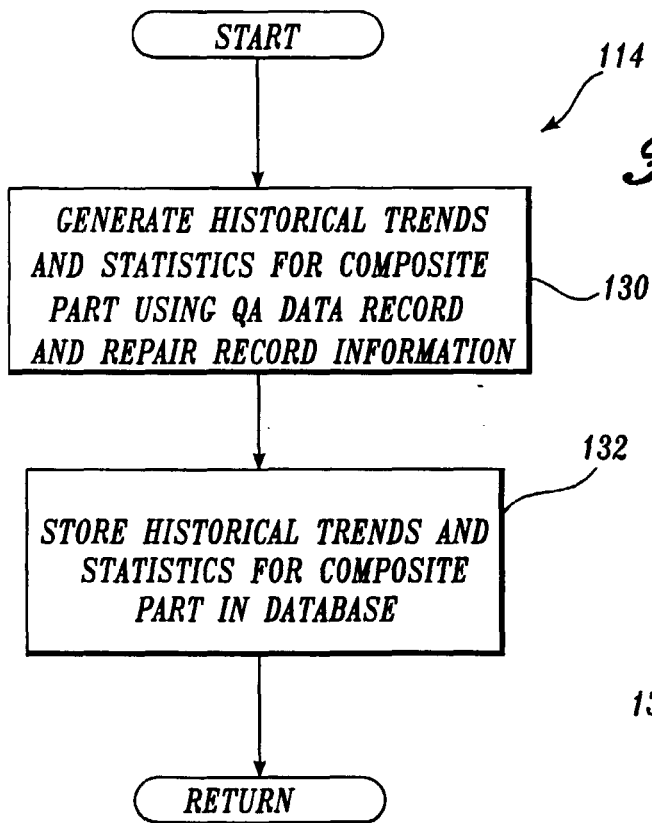 START
114
GENERATE HISTORICAL TRENDS
AND STATISTICS FOR COMPOSITE
PART USING QA DATA RECORD
AND REPAIR RECORD INFORMATION
130
132
STORE HISTORICAL TRENDS AND
STATISTICS FOR COMPOSITE
PART IN DATABASE
RETURN